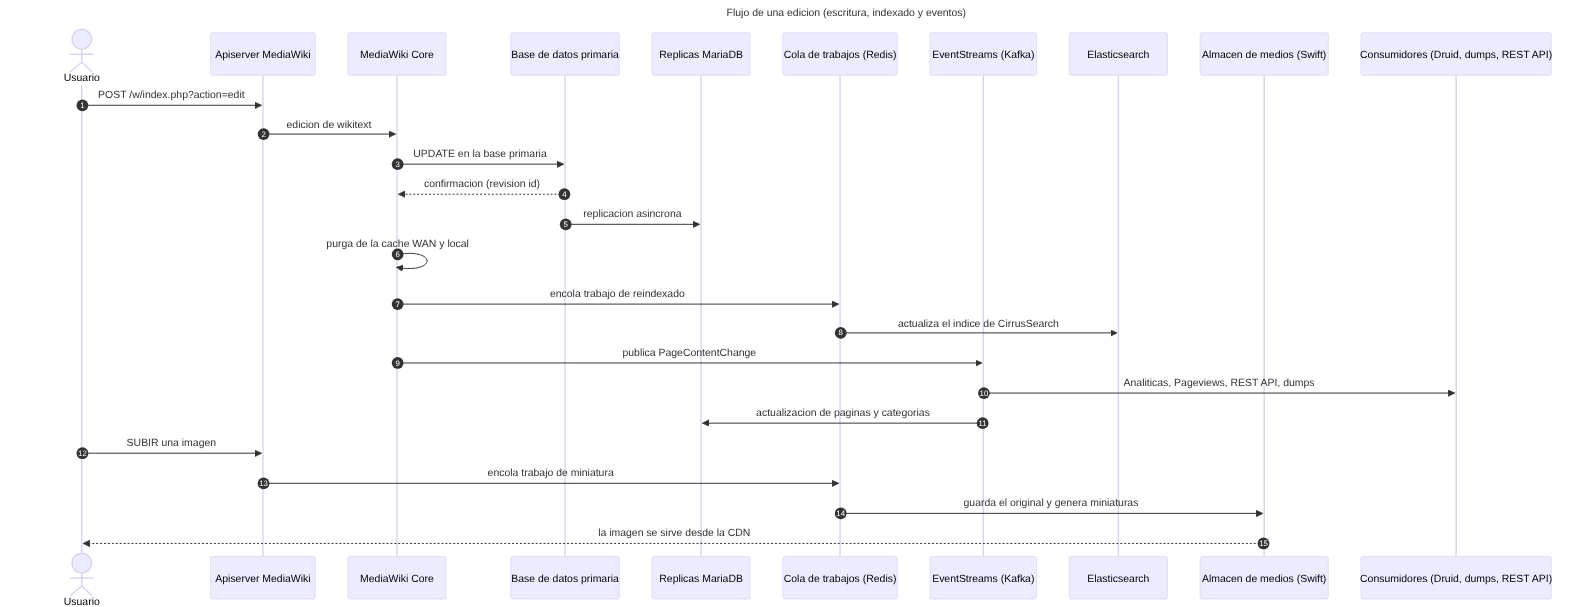 Flujo de una edicion (escritura, indexado y eventos)
Usuario
Apiserver MediaWiki
MediaWiki Core
Base de datos primaria
Replicas MariaDB
Cola de trabajos (Redis)
EventStreams (Kafka)
Elasticsearch
Almacen de medios (Swift)
Consumidores (Druid, dumps, REST API)
1 POST /w/index.php?action=edit
2 edicion de wikitext
3 UPDATE en la base primaria
confirmacion (revision id) 4
5 replicacion asincrona
purga de la cache WAN y local
6
7 encola trabajo de reindexado
8 actualiza el indice de CirrusSearch
9 publica PageContentChange
10 Analiticas, Pageviews, REST API, dumps
actualizacion de paginas y categorias 11
12 SUBIR una imagen
13 encola trabajo de miniatura
14 guarda el original y genera miniaturas
la imagen se sirve desde la CDN 15
Usuario
Apiserver MediaWiki
MediaWiki Core
Base de datos primaria
Replicas MariaDB
Cola de trabajos (Redis)
EventStreams (Kafka)
Elasticsearch
Almacen de medios (Swift)
Consumidores (Druid, dumps, REST API)